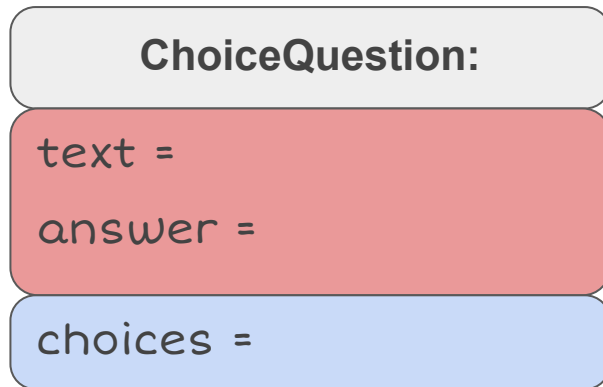 ChoiceQuestion:
text =
answer =
choices =